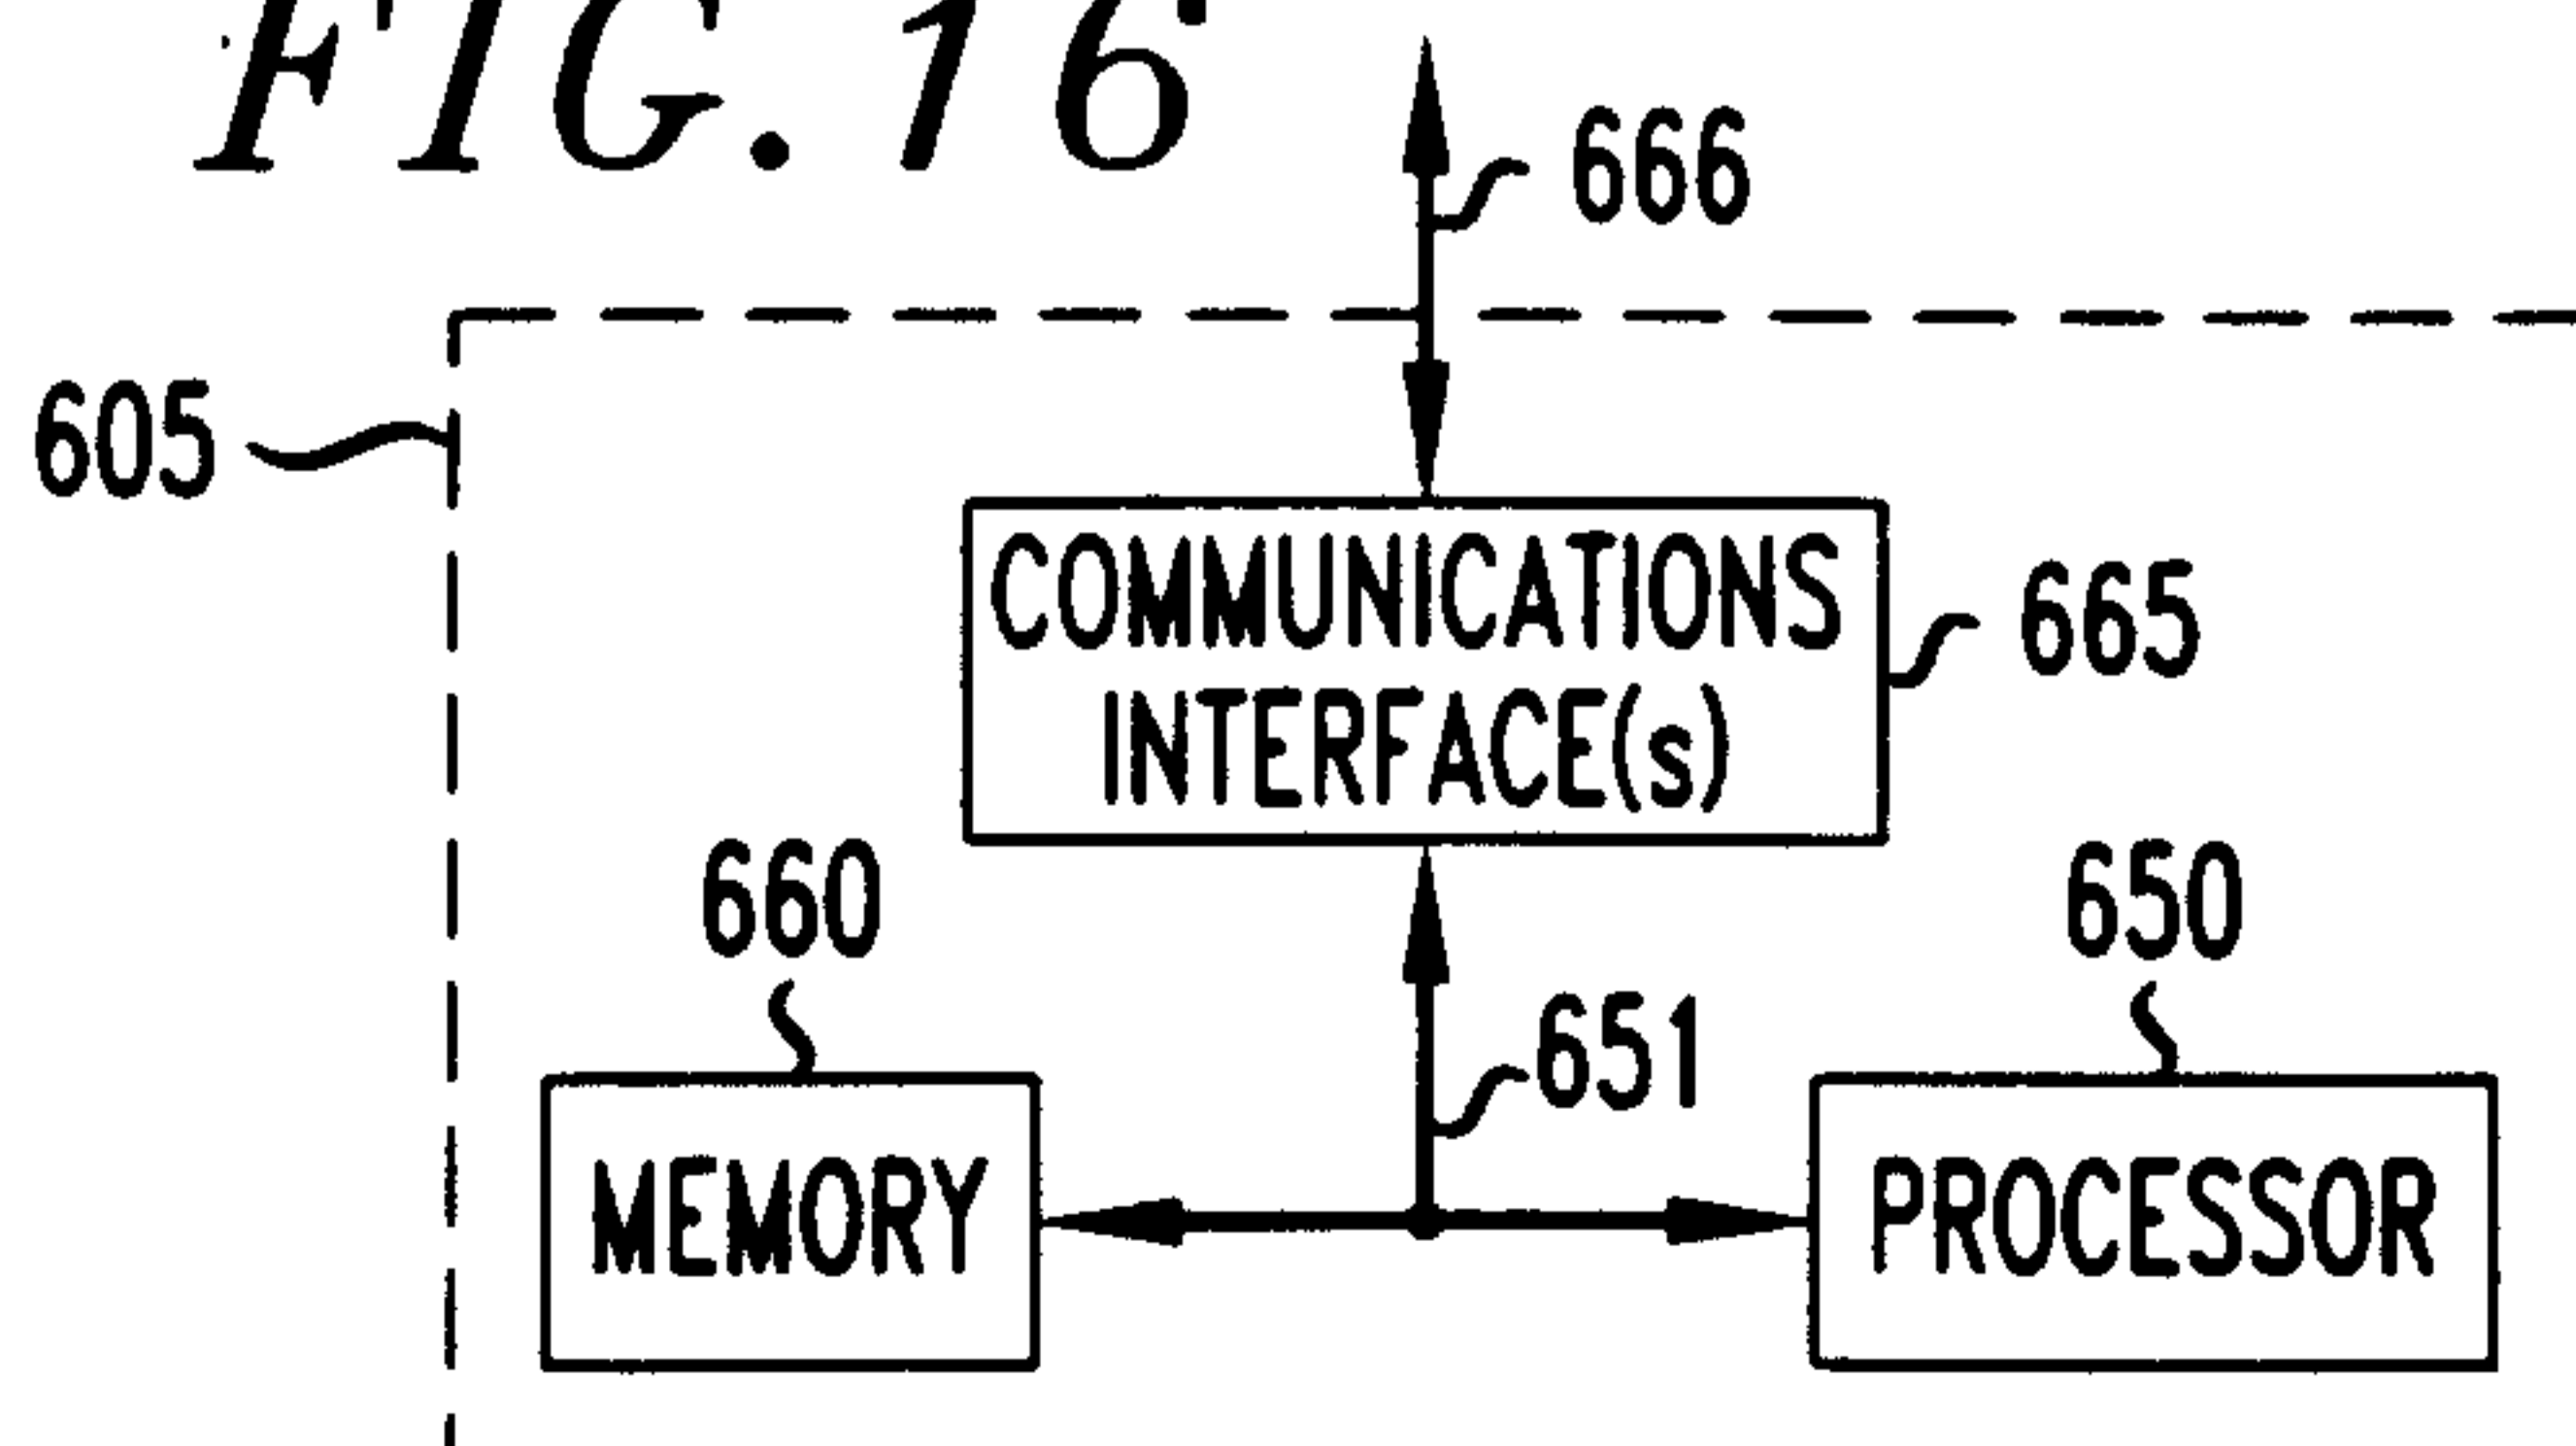 FIG. 16
666
605
COMMUNICATIONS
INTERFACE(s)
665
660
650
651
MEMORY
PROCESSOR